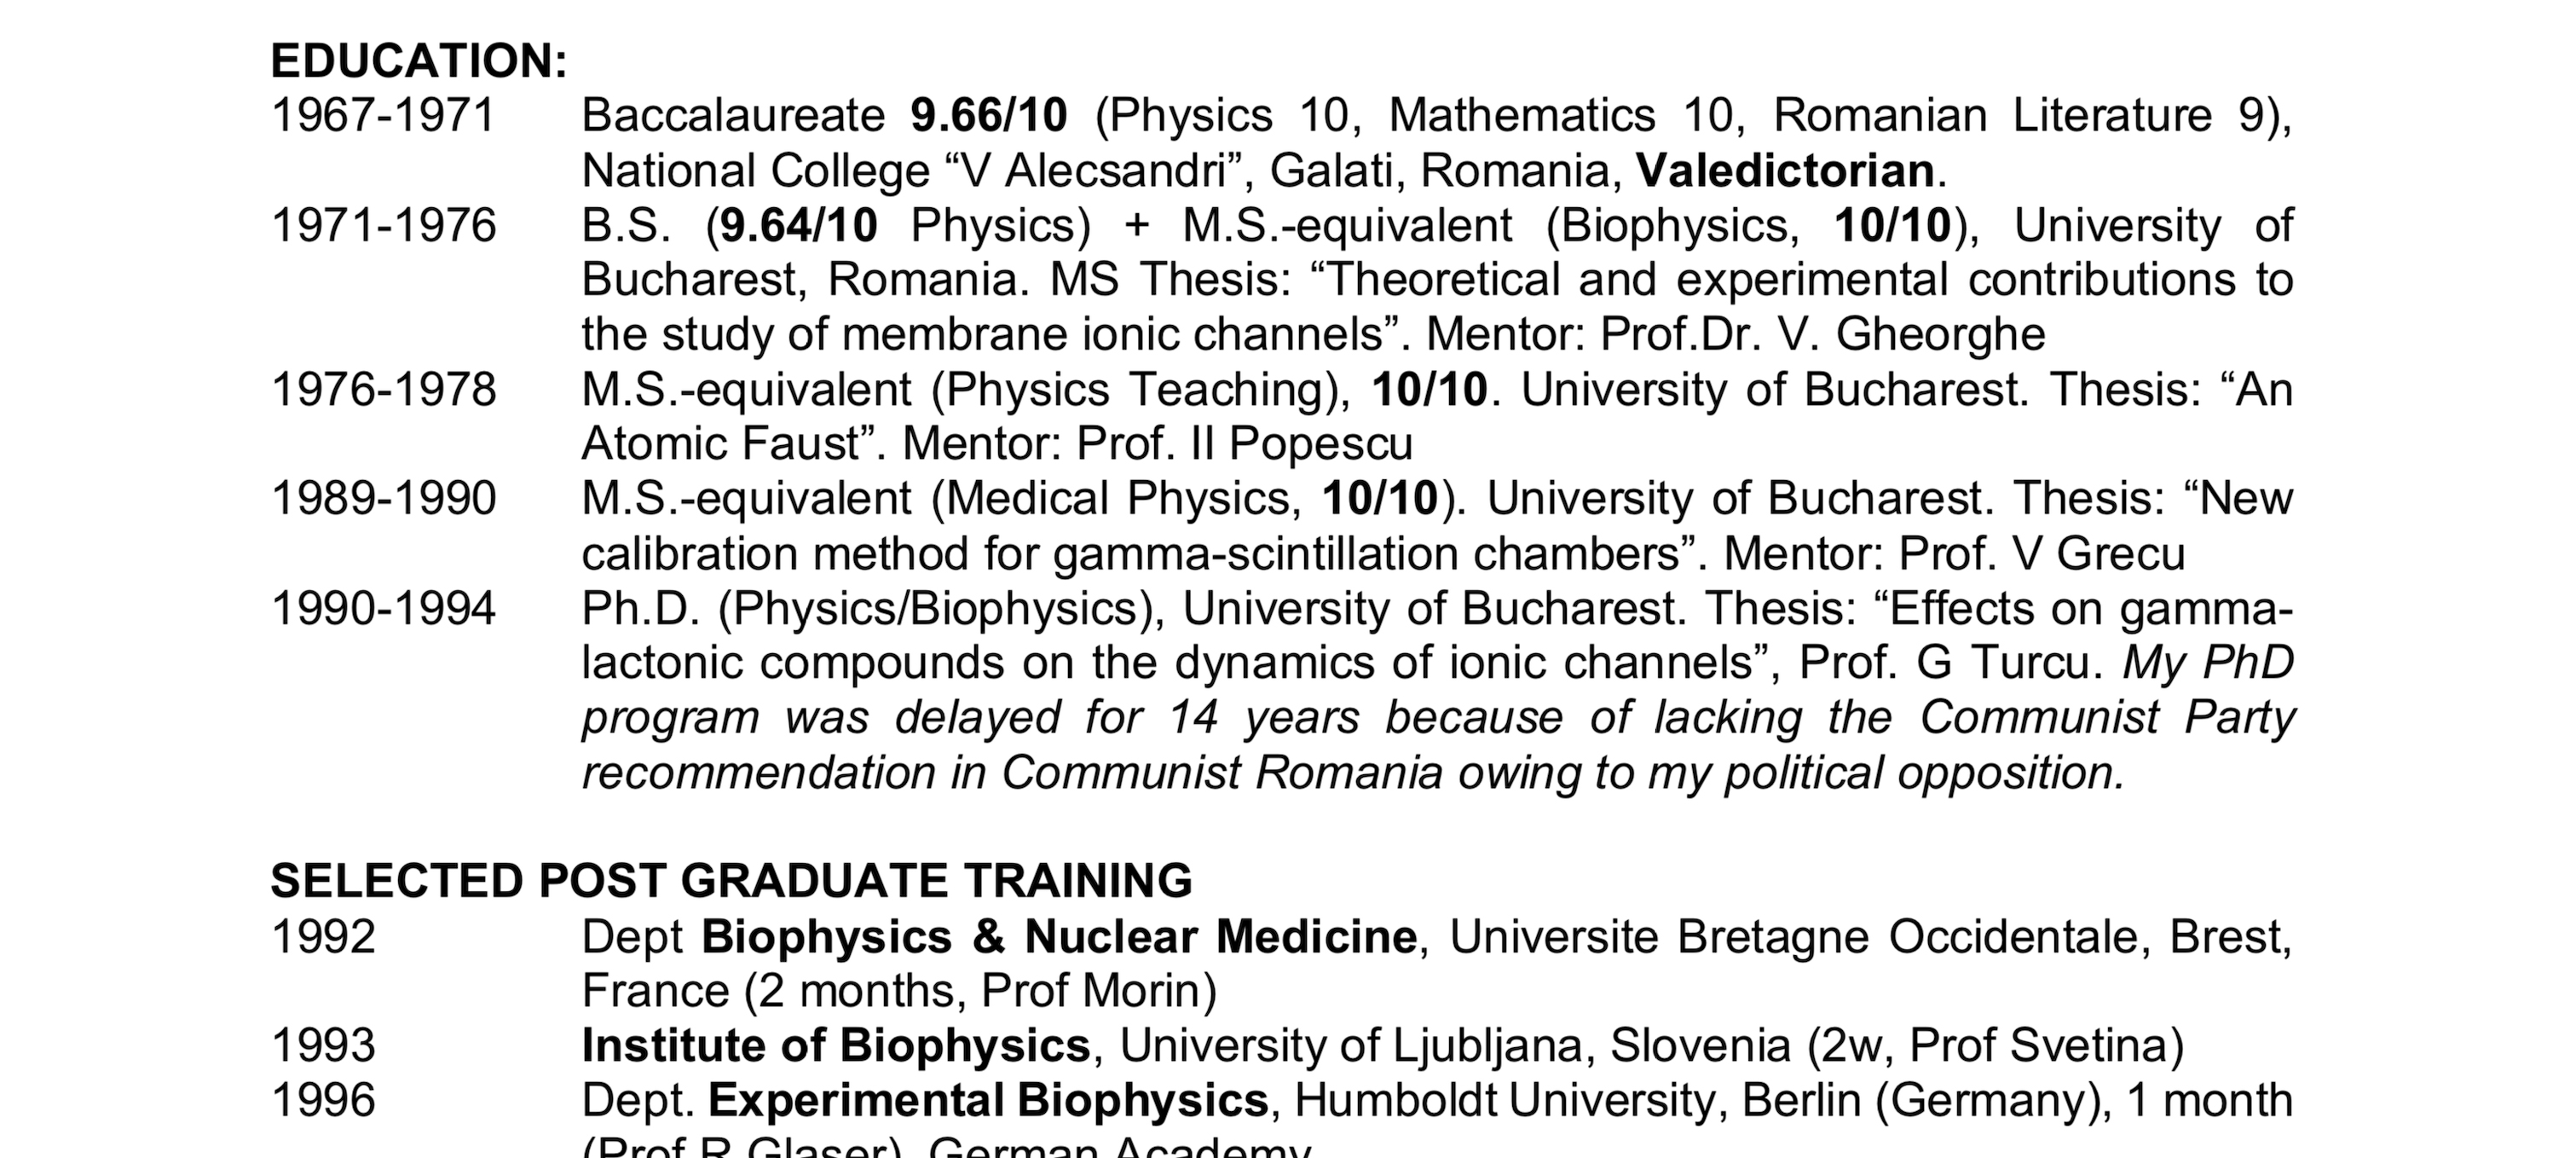 EDUCATION:
1967-1971 Baccalaureate 9.66/10 (Physics 10, Mathematics 10, Romanian Literature 9),
National College “V Alecsandri”, Galati, Romania, Valedictorian.
1971-1976 B.S. (9.64/10 Physics) + M.S.-equivalent (Biophysics, 10/10), University of
Bucharest, Romania. MS Thesis: “Theoretical and experimental contributions to
the study of membrane ionic channels”. Mentor: Prof.Dr. V. Gheorghe
1976-1978 M.S.-equivalent (Physics Teaching), 10/10. University of Bucharest. Thesis: “An
Atomic Faust”. Mentor: Prof. II Popescu
1989-1990 M.S.-equivalent (Medical Physics, 10/10). University of Bucharest. Thesis: “New
calibration method for gamma-scintillation chambers”. Mentor: Prof. V Grecu
1990-1994 Ph.D. (Physics/Biophysics), University of Bucharest. Thesis: “Effects on gamma-
lactonic compounds on the dynamics of ionic channels”, Prof. G Turcu. My PhD
program was delayed for 14 years because of lacking the Communist Party
recommendation in Communist Romania owing to my political opposition.
SELECTED POST GRADUATE TRAINING
1992 Dept Biophysics & Nuclear Medicine, Universite Bretagne Occidentale, Brest,
France (2 months, Prof Morin)
1993 Institute of Biophysics, University of Ljubljana, Slovenia (2w, Prof Svetina)
1996 Dept. Experimental Biophysics, Humboldt University, Berlin (Germany), 1 month
(Prof R Glaser), German Academy